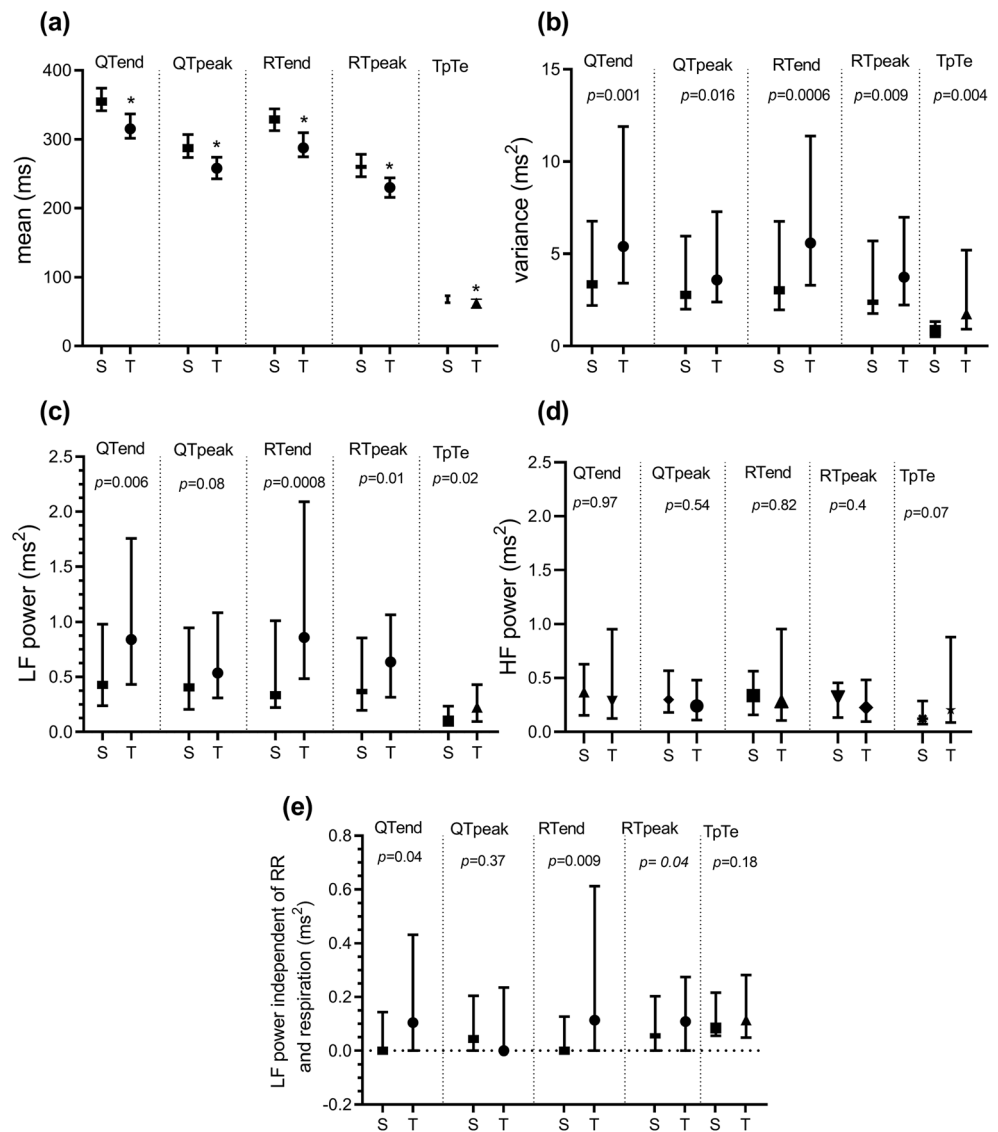 (a)
QTend QTpeak RTend RTpeak TpTe
400
300
200
100
0
mean (ms)
* * * * *
S T S T S T S T S T
(b)
QTend QTpeak RTend RTpeak TpTe
p=0.001 p=0.016 p=0.0006 p=0.009 p=0.004
15
10
5
0
variance (ms²)
S T S T S T S T S T
(c)
QTend QTpeak RTend RTpeak TpTe
p=0.006 p=0.08 p=0.0008 p=0.01 p=0.02
2.5
2.0
1.5
1.0
0.5
0.0
LF power (ms²)
S T S T S T S T S T
(d)
QTend QTpeak RTend RTpeak TpTe
p=0.97 p=0.54 p=0.82 p=0.4 p=0.07
2.5
2.0
1.5
1.0
0.5
0.0
HF power (ms²)
S T S T S T S T S T
(e)
QTend QTpeak RTend RTpeak TpTe
p=0.04 p=0.37 p=0.009 p= 0.04 p=0.18
0.8
0.6
0.4
0.2
0.0
-0.2
LF power independent of RR
and respiration (ms²)
S T S T S T S T S T